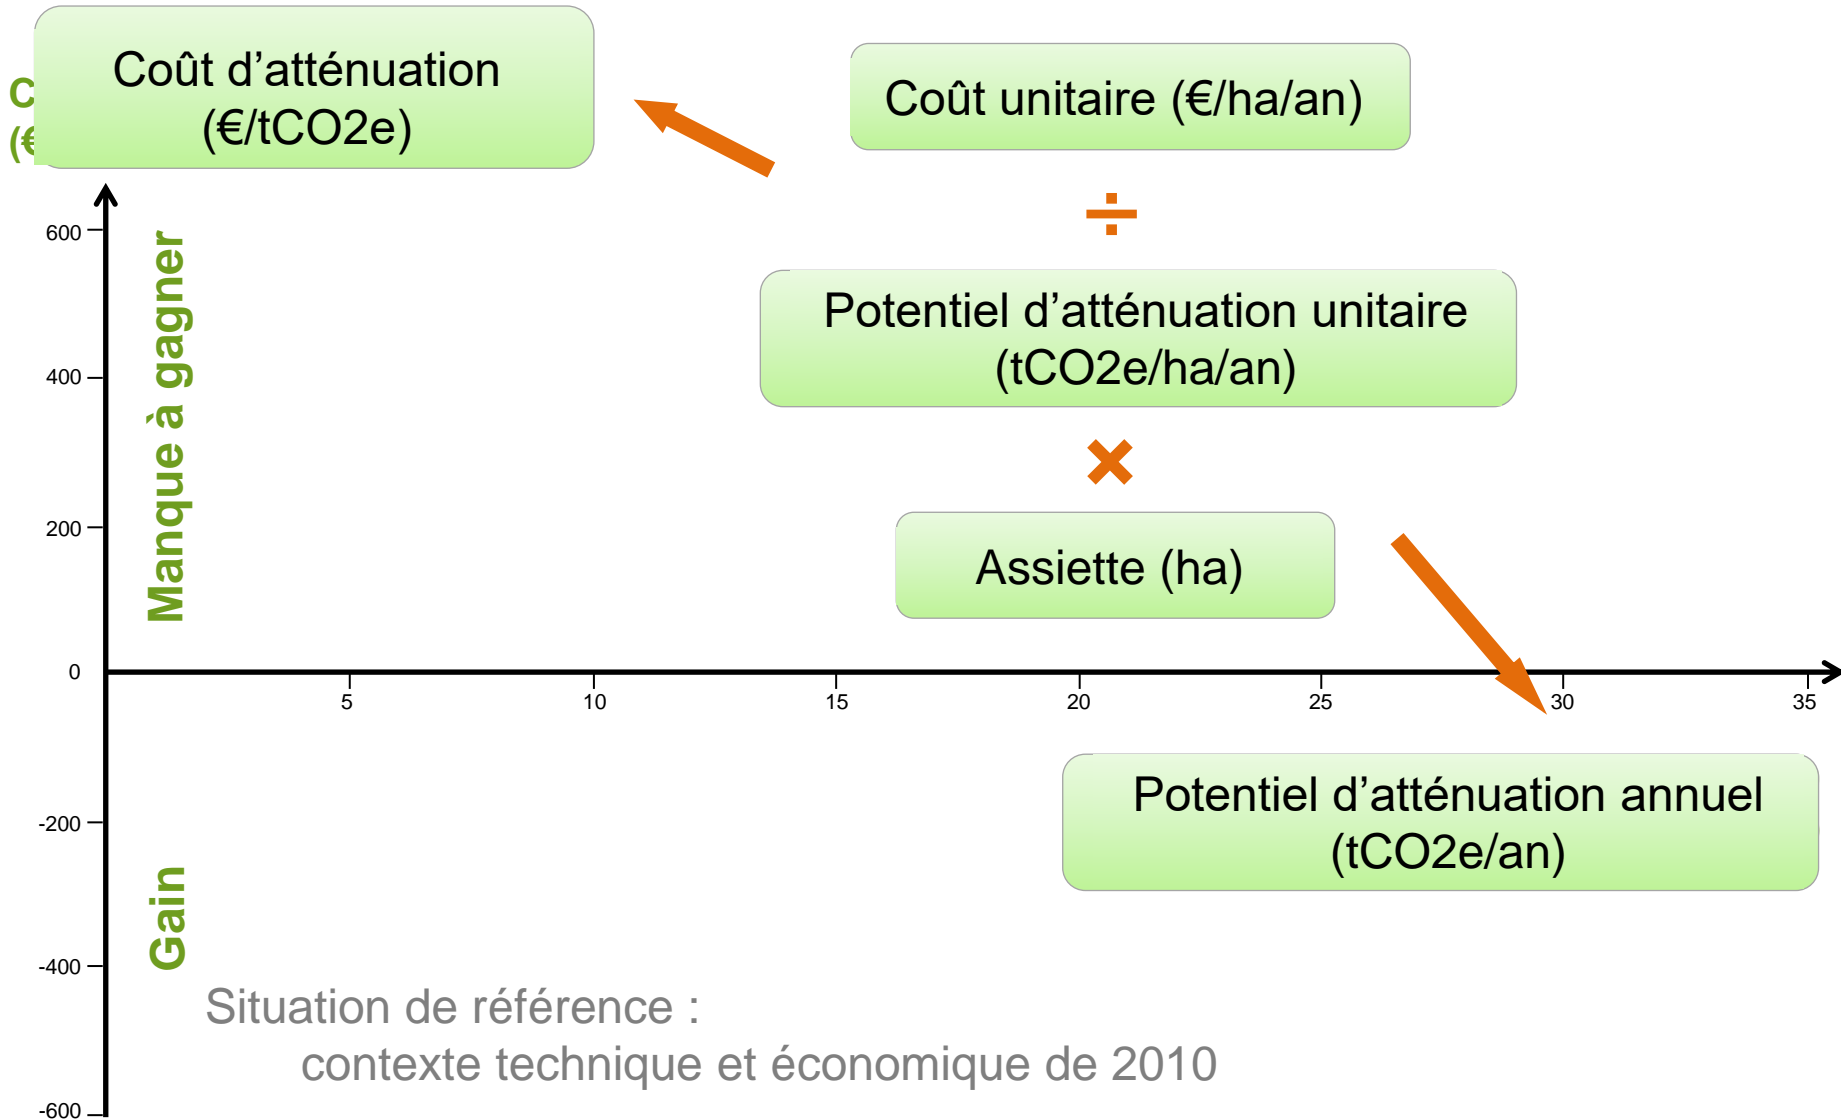 Coût d’atténuation
(€/tCO2e)
C
(€
Coût unitaire (€/ha/an)
÷
Potentiel d’atténuation unitaire
(tCO2e/ha/an)
×
Assiette (ha)
Potentiel d’atténuation annuel
(tCO2e/an)
Manque à gagner
Gain
600
400
200
0
-200
-400
-600
5
10
15
20
25
30
35
Situation de référence :
contexte technique et économique de 2010